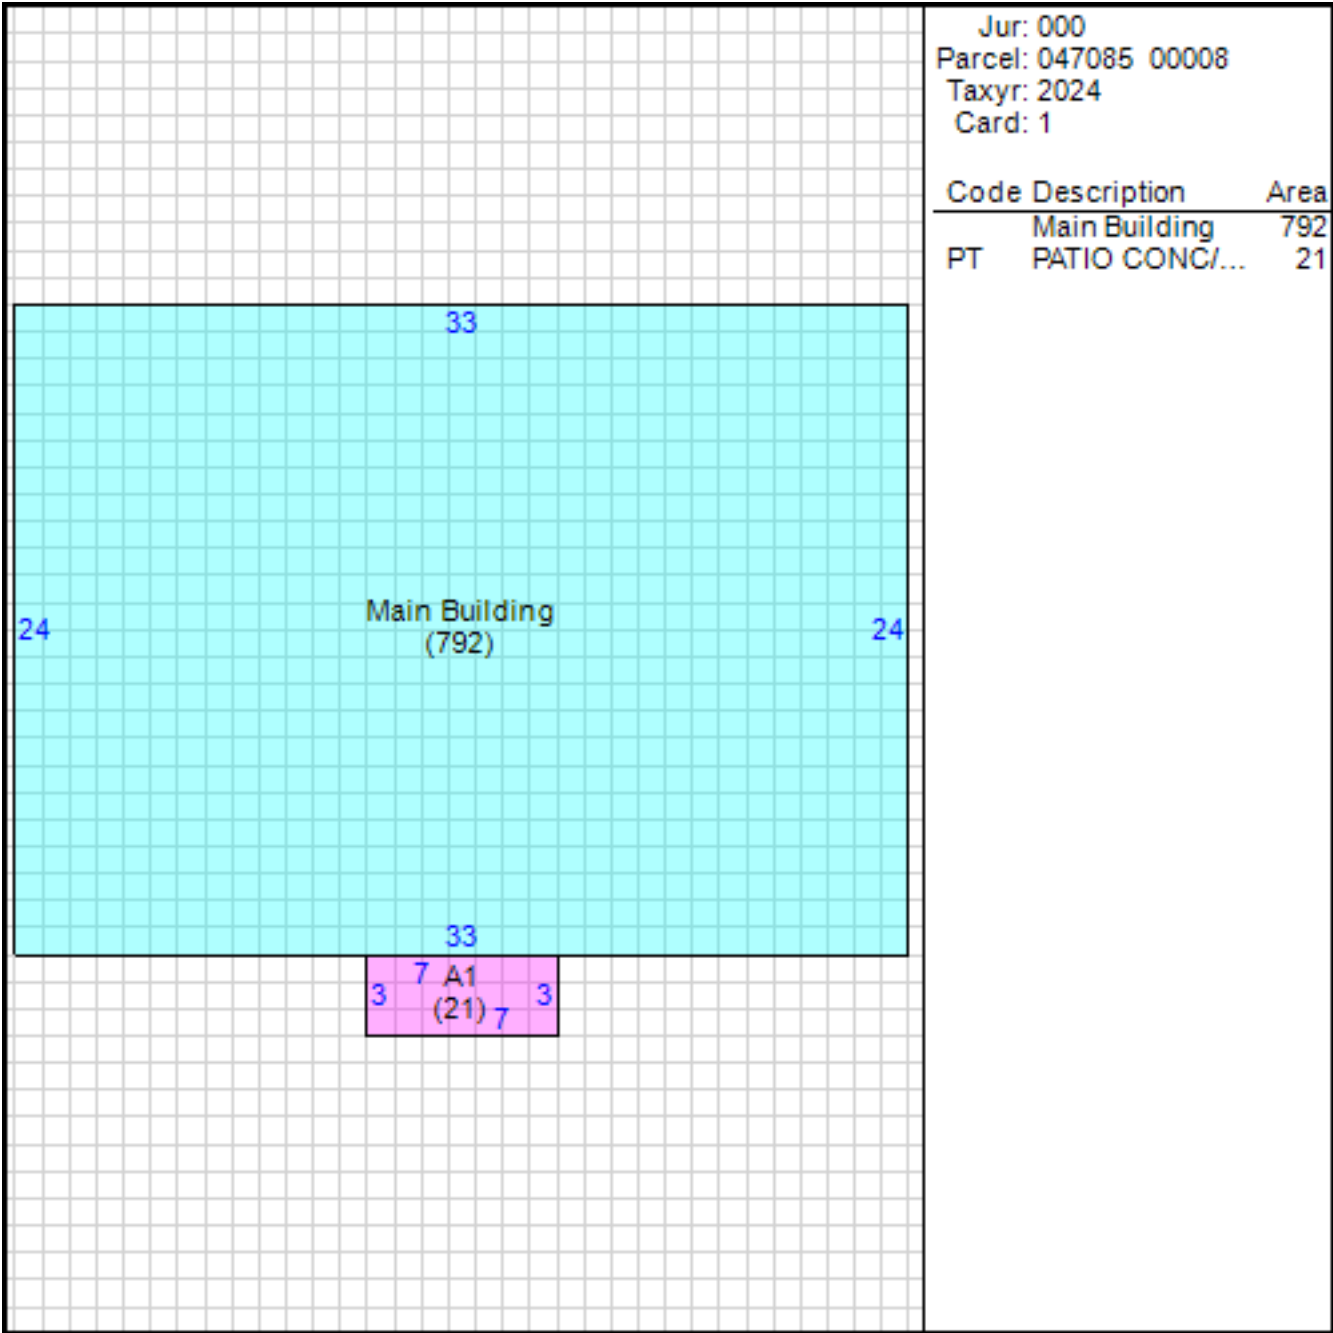 Jur: 000
Parcel: 047085 00008
Taxyr: 2024
Card: 1
Code Description Area
Main Building 792
PT PATIO CONC/... 21
33
Main Building
(792)
24 24
33
7 A1
3 3
(21) 7